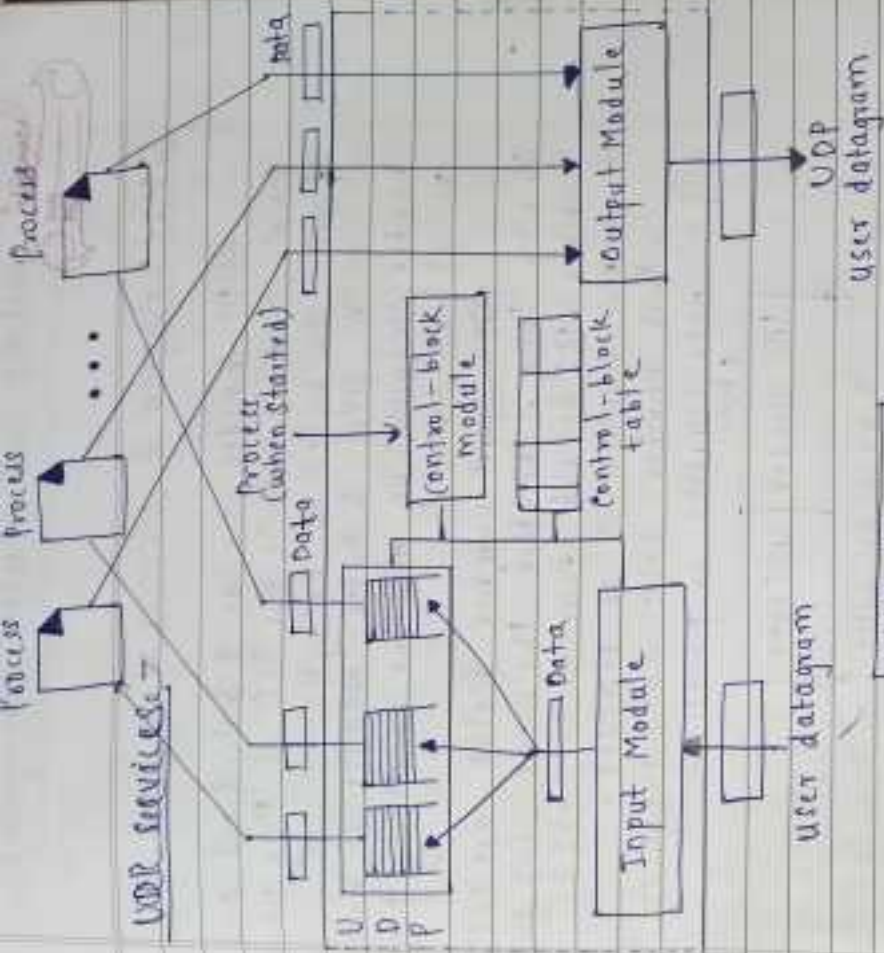 Process
Process
Process
UDP Services:-
Data
Process
(when started)
Data
U
D
P
Control-block
Module
Output Module
Control-block
table
Data
Input Module
User datagram
UDP
User datagram